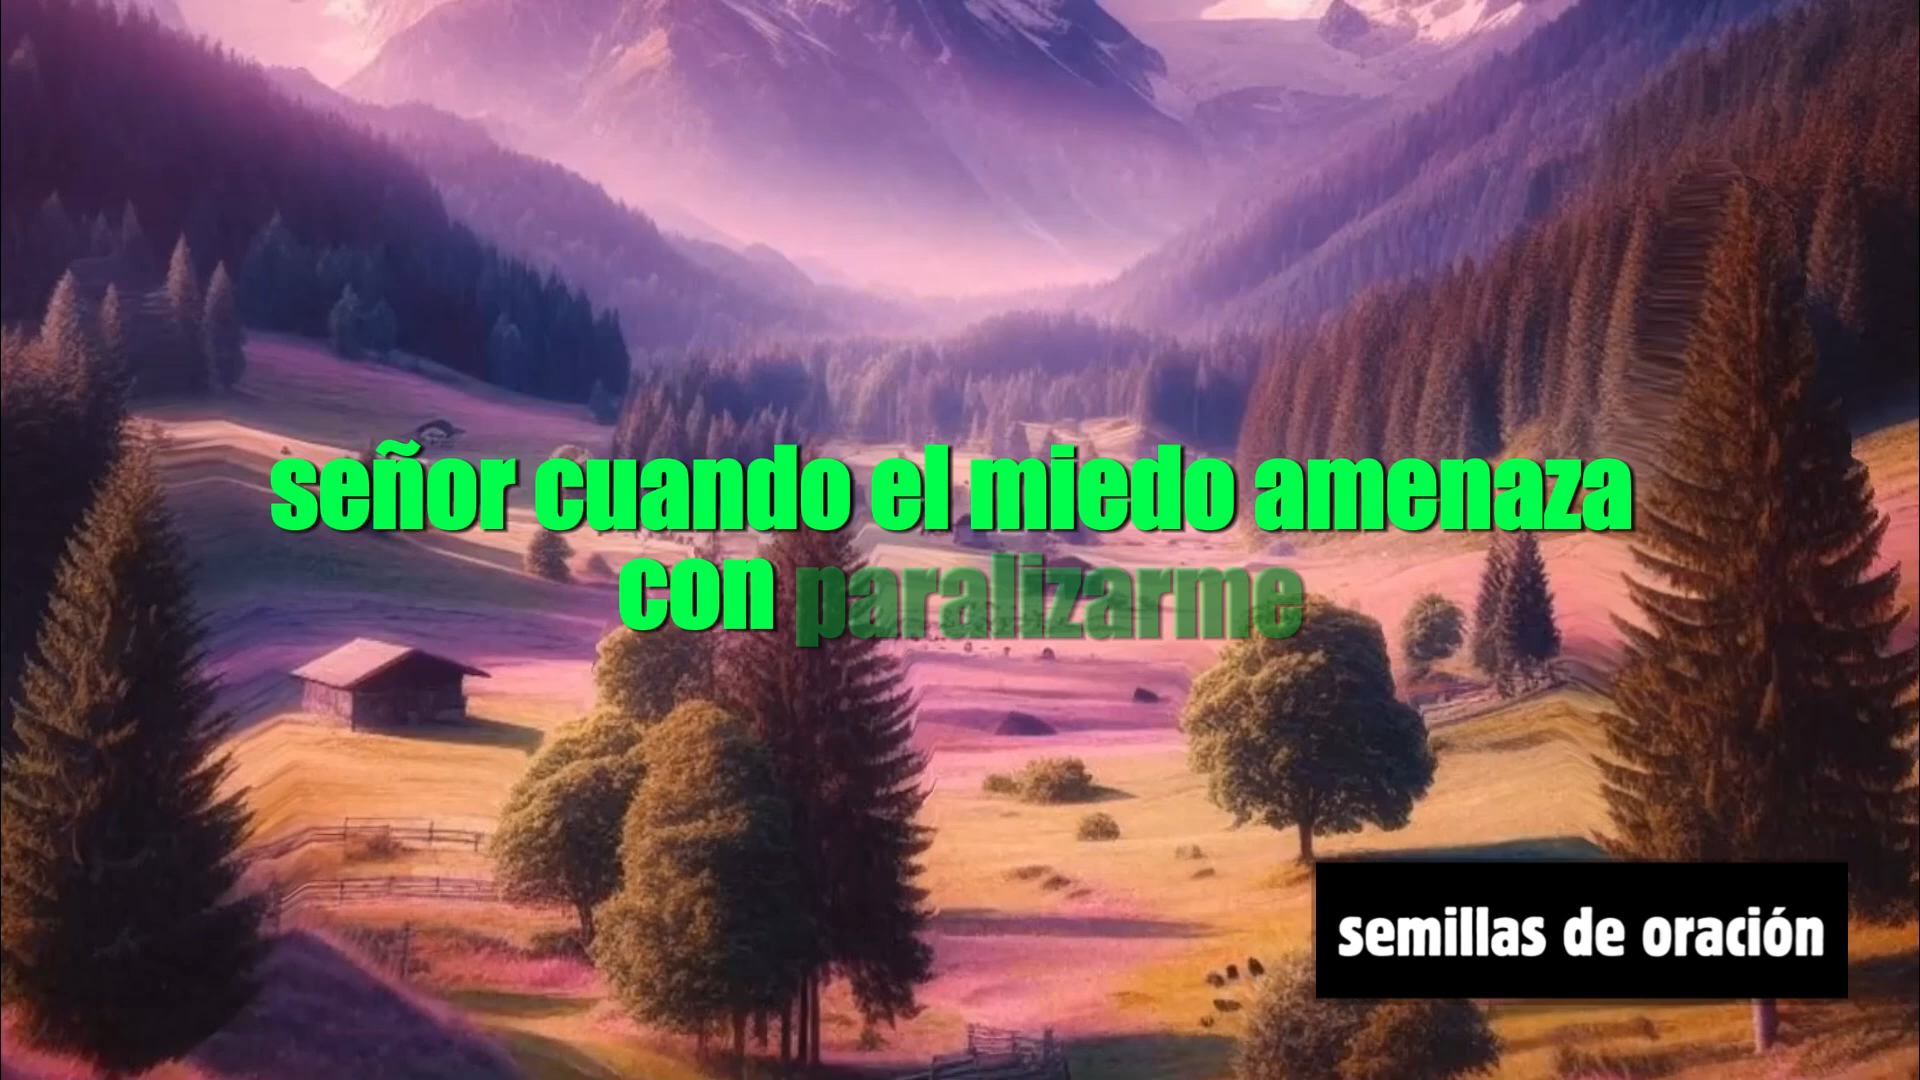 señor cuando el miedo amenaza
con paralizarme
semillas de oración